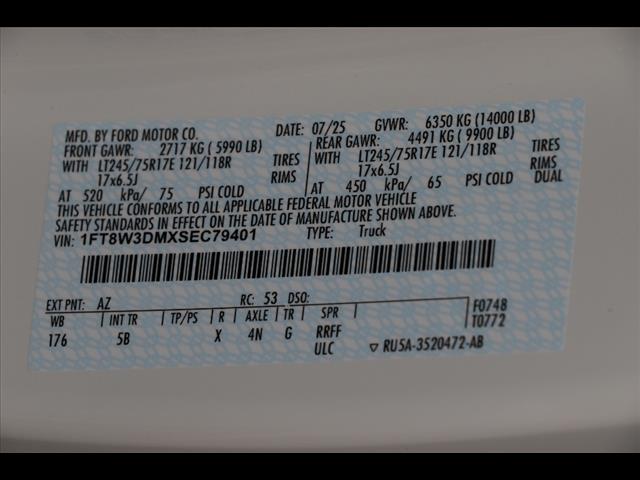 MFD. BY FORD MOTOR CO. DATE: 07/25 GVWR: 6350 KG (14000 LB)
FRONT GAWR: 2717 KG ( 5990 LB) REAR GAWR: 4491 KG ( 9900 LB)
WITH LT245/75R17E 121/118R TIRES WITH LT245/75R17E 121/118R TIRES
17x6.5J RIMS 17x6.5J RIMS
AT 520 kPa/ 75 PSI COLD AT 450 kPa/ 65 PSI COLD DUAL
THIS VEHICLE CONFORMS TO ALL APPLICABLE FEDERAL MOTOR VEHICLE
SAFETY STANDARDS IN EFFECT ON THE DATE OF MANUFACTURE SHOWN ABOVE.
VIN: 1FT8W3DMXSEC79401 TYPE: Truck
EXT PNT: AZ RC: 53 DSO: F0748
WB INT TR TP/PS R AXLE TR SPR T0772
176 5B X 4N G RRFF
ULC ▽ RU5A-3520472-AB